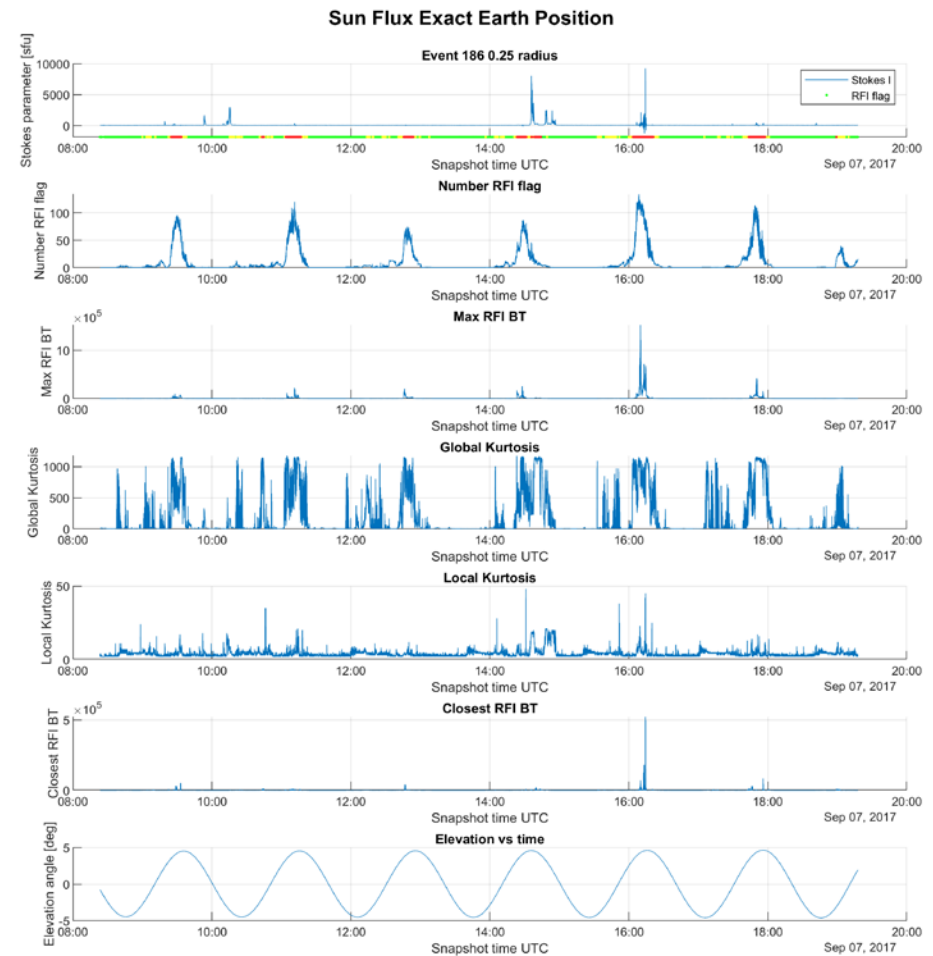 Sun Flux Exact Earth Position
Event 186 0.25 radius
Stokes parameter [sfu]
10000
5000
0
Stokes I
RFI flag
08:00 10:00 12:00 14:00 16:00 18:00 20:00
Snapshot time UTC
Sep 07, 2017
Number RFI flag
Number RFI flag
100
50
0
08:00 10:00 12:00 14:00 16:00 18:00 20:00
Snapshot time UTC
Sep 07, 2017
Max RFI BT
×10^5
Max RFI BT
10
0
08:00 10:00 12:00 14:00 16:00 18:00 20:00
Snapshot time UTC
Sep 07, 2017
Global Kurtosis
Global Kurtosis
1000
500
0
08:00 10:00 12:00 14:00 16:00 18:00 20:00
Snapshot time UTC
Sep 07, 2017
Local Kurtosis
Local Kurtosis
50
0
08:00 10:00 12:00 14:00 16:00 18:00 20:00
Snapshot time UTC
Sep 07, 2017
Closest RFI BT
×10^5
Closest RFI BT
5
0
08:00 10:00 12:00 14:00 16:00 18:00 20:00
Snapshot time UTC
Sep 07, 2017
Elevation vs time
Elevation angle [deg]
5
0
-5
08:00 10:00 12:00 14:00 16:00 18:00 20:00
Snapshot time UTC
Sep 07, 2017